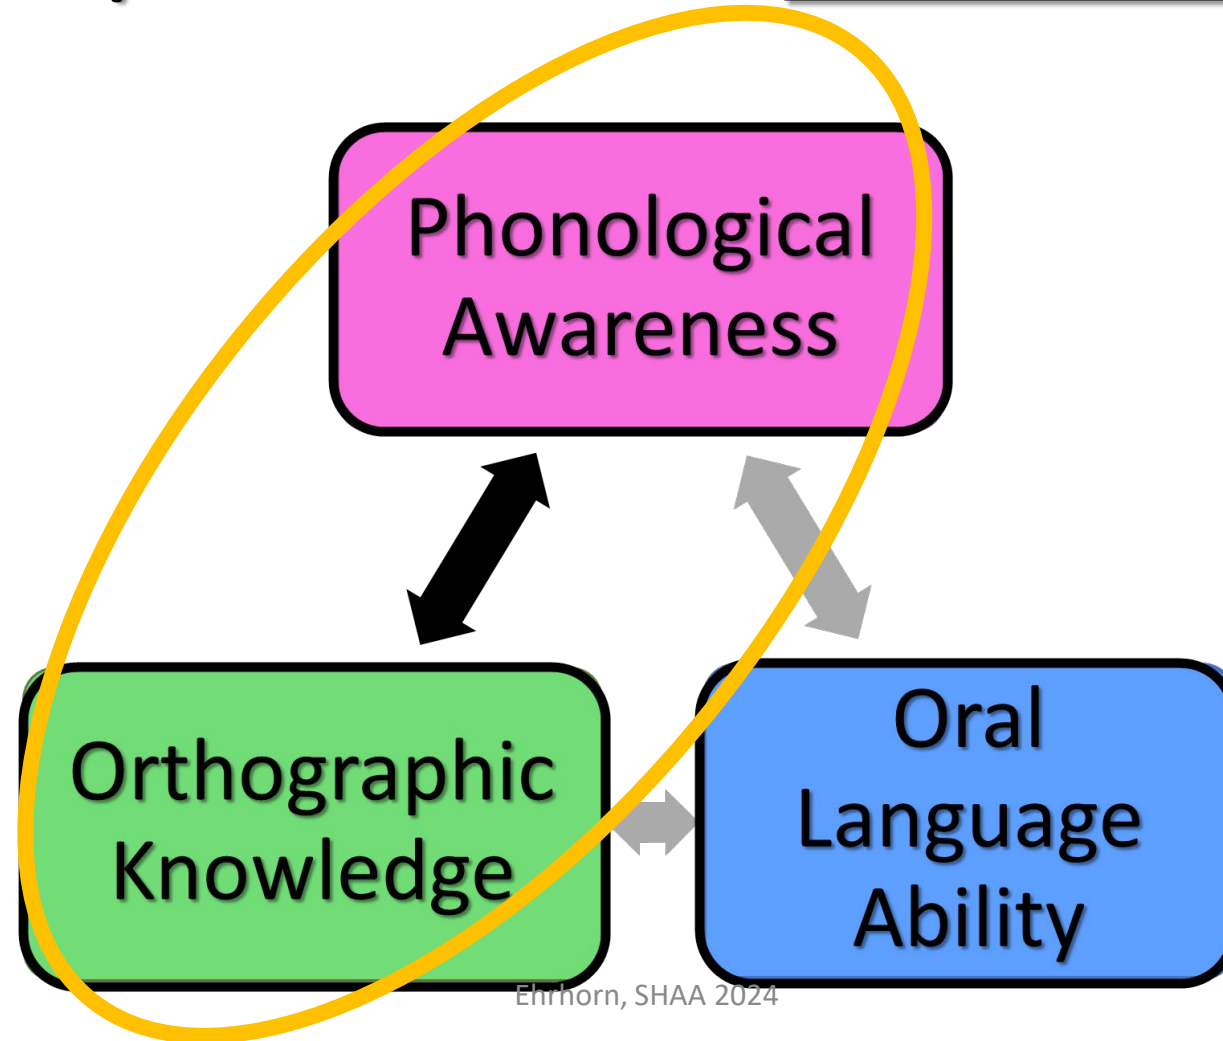 Phonological
Awareness
Orthographic
Knowledge
Oral
Language
Ability
Ehrhorn, SHAA 2024